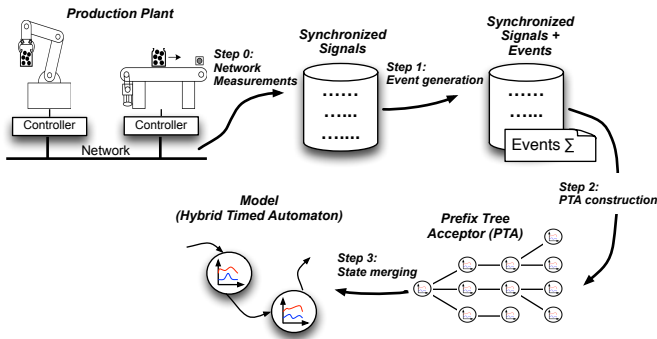 Production Plant
Controller
Controller
Network
Step 0:
Network
Measurements
Synchronized
Signals
Step 1:
Event generation
Synchronized
Signals +
Events
Events Σ
Step 2:
PTA construction
Prefix Tree
Acceptor (PTA)
Step 3:
State merging
Model
(Hybrid Timed Automaton)